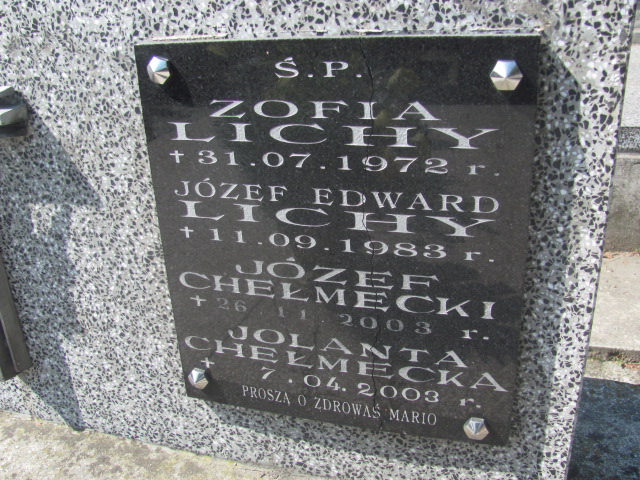 Ś.P.
ZOFIA
LICHY
+31.07.1972 r.
JÓZEF EDWARD
LICHY
+11.09.1983 r.
JÓZEF
CHEŁMECKI
+26.11.2003 r.
JOLANTA
CHEŁMECKA
+ 7.04.2003 r.
PROSZĄ O ZDROWAŚ MARIO